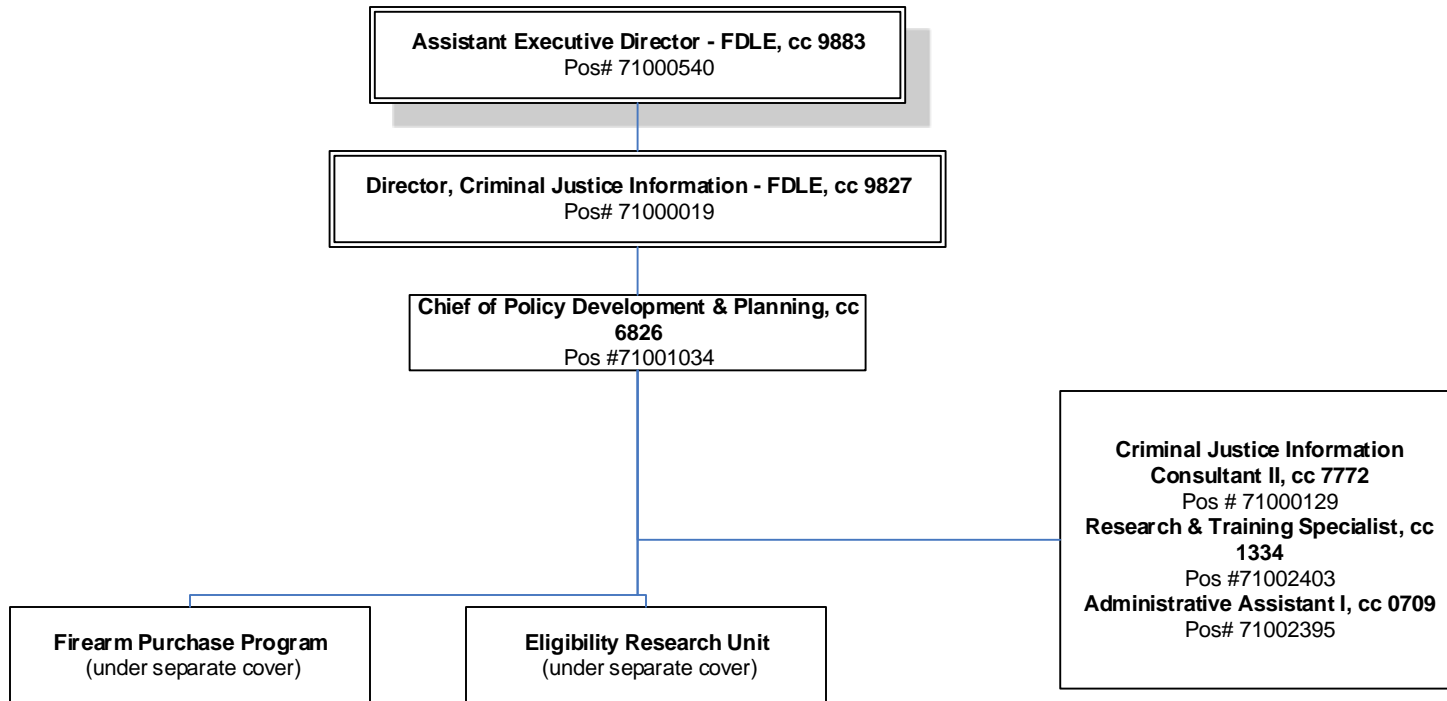 Assistant Executive Director - FDLE, cc 9883
Pos# 71000540
Director, Criminal Justice Information - FDLE, cc 9827
Pos# 71000019
Chief of Policy Development & Planning, cc
6826
Pos #71001034
Criminal Justice Information
Consultant II, cc 7772
Pos # 71000129
Research & Training Specialist, cc
1334
Pos #71002403
Administrative Assistant I, cc 0709
Pos# 71002395
Firearm Purchase Program
(under separate cover)
Eligibility Research Unit
(under separate cover)